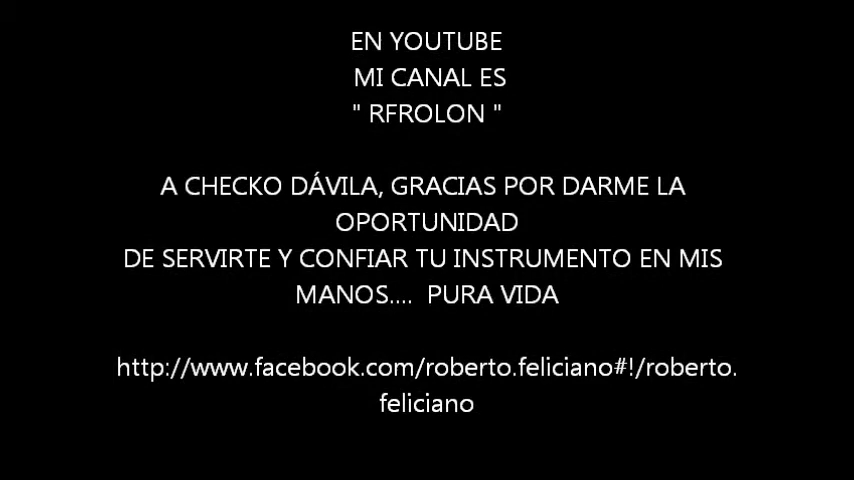 EN YOUTUBE
MI CANAL ES
" RFROLON "
A CHECKO DÁVILA, GRACIAS POR DARME LA
OPORTUNIDAD
DE SERVIRTE Y CONFIAR TU INSTRUMENTO EN MIS
MANOS.... PURA VIDA
http://www.facebook.com/roberto.feliciano#!/roberto.
feliciano